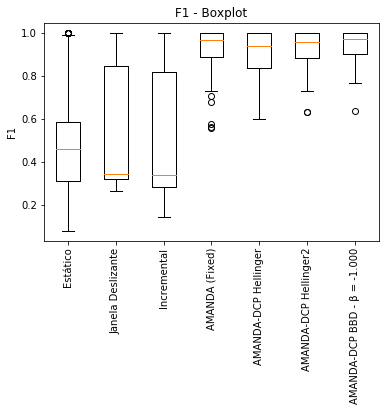 F1 - Boxplot
F1
1.0
0.8
0.6
0.4
0.2
Estático
Janela Deslizante
Incremental
AMANDA (Fixed)
AMANDA-DCP Hellinger
AMANDA-DCP Hellinger2
AMANDA-DCP BBD - β = -1.000